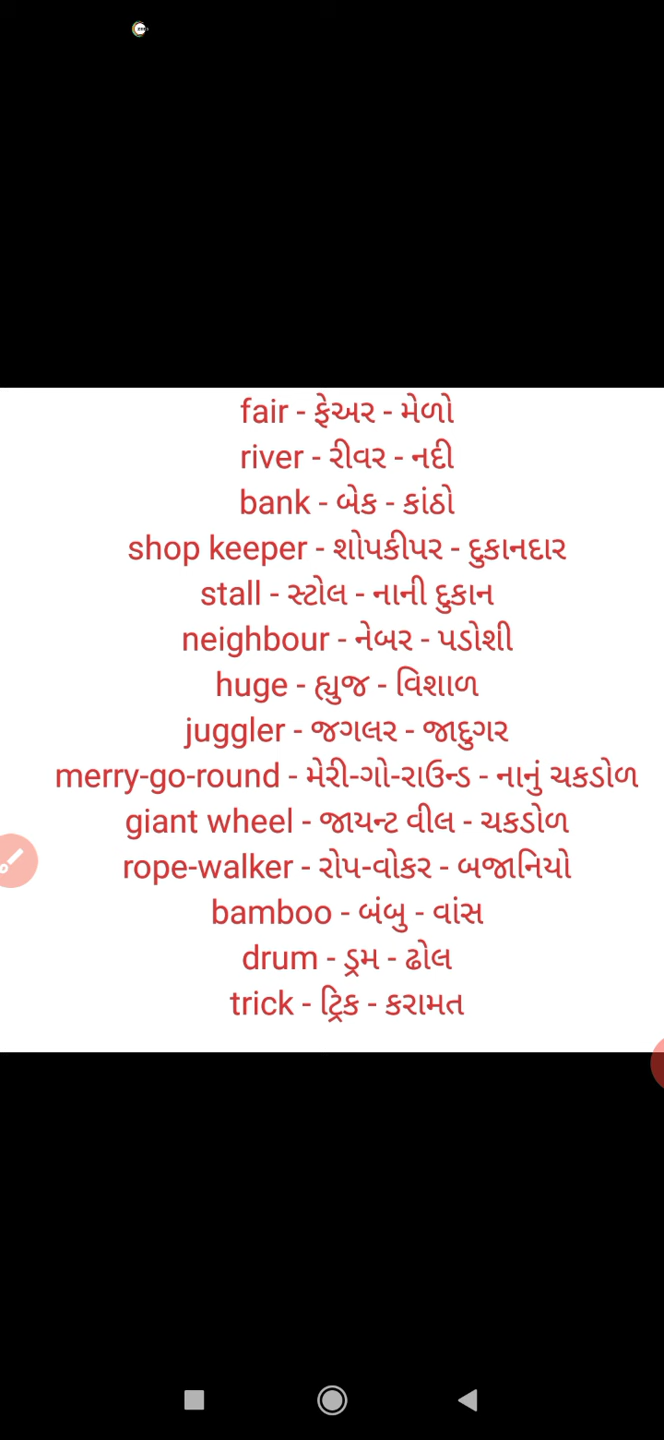 fair - ફેઅર - મેળો
river - રીવર - નદી
bank - બેક - કાંઠો
shop keeper - શોપકીપર - દુકાનદાર
stall - સ્ટોલ - નાની દુકાન
neighbour - નેબર - પડોશી
huge - હ્યુજ - વિશાળ
juggler - જગલર - જાદુગર
merry-go-round - મેરી-ગો-રાઉન્ડ - નાનું ચકડોળ
giant wheel - જાયન્ટ વીલ - ચકડોળ
rope-walker - રોપ-વોકર - બજાનિયો
bamboo - બંબુ - વાંસ
drum - ડ્રમ - ઢોલ
trick - ટ્રિક - કરામત